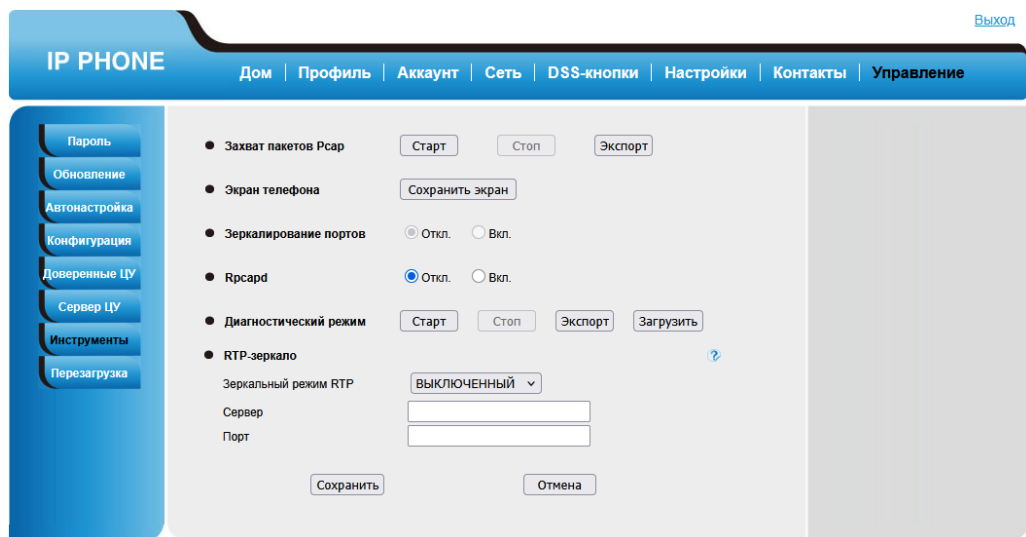 Выход
IP PHONE
Дом Профиль Аккаунт Сеть DSS-кнопки Настройки Контакты Управление
Пароль
Обновление
Автонастройка
Конфигурация
Доверенные ЦУ
Сервер ЦУ
Инструменты
Перезагрузка
Захват пакетов Pcap Старт Стоп Экспорт
Экран телефона Сохранить экран
Зеркалирование портов Откл. Вкл.
Rpcapd Откл. Вкл.
Диагностический режим Старт Стоп Экспорт Загрузить
RTP-зеркало ?
Зеркальный режим RTP ВЫКЛЮЧЕННЫЙ
Сервер
Порт
Сохранить Отмена